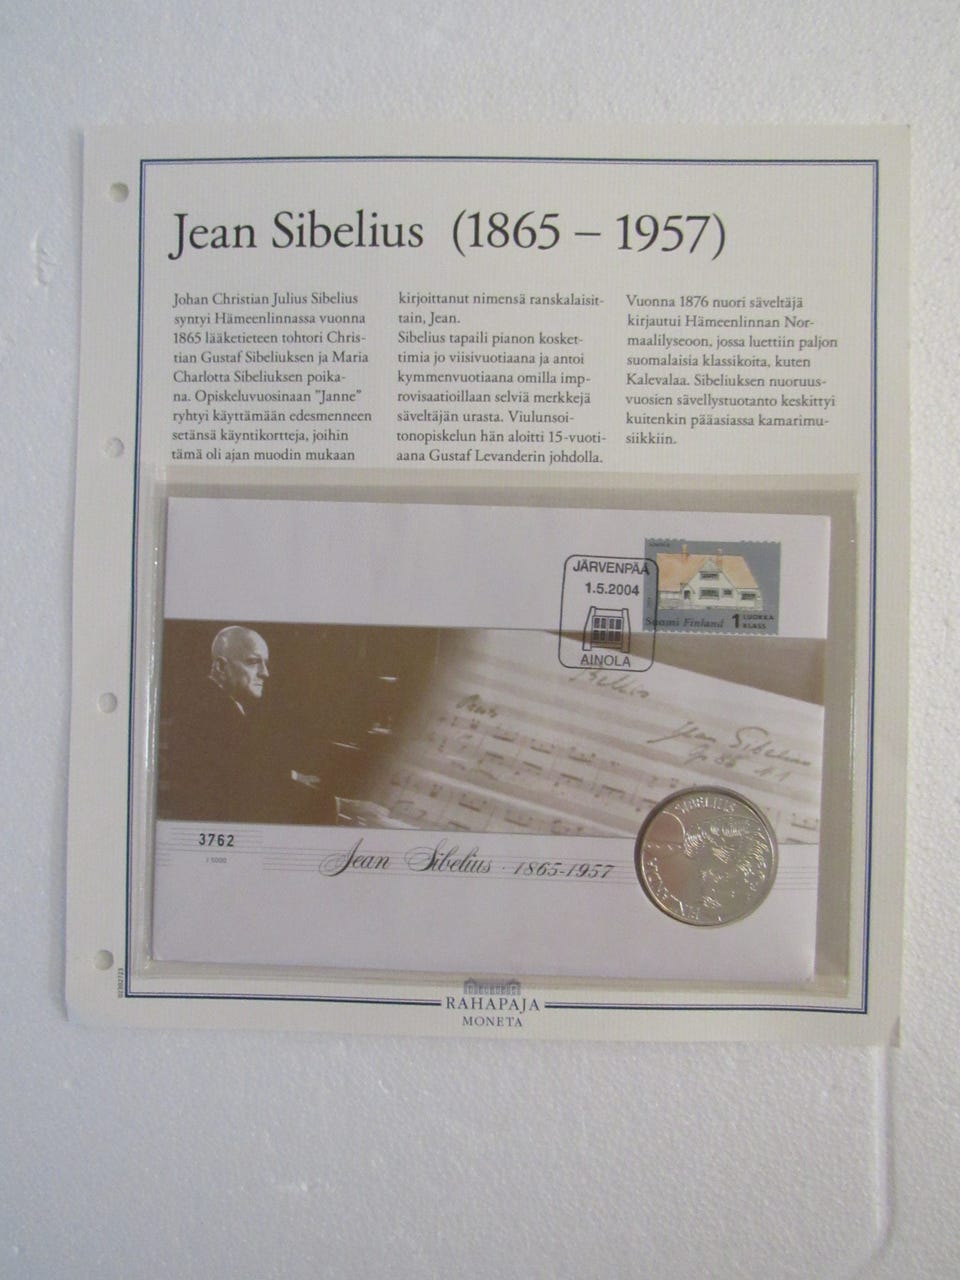 Jean Sibelius (1865 – 1957)
Johan Christian Julius Sibelius
syntyi Hämeenlinnassa vuonna
1865 lääketieteen tohtori Chris-
tian Gustaf Sibeliuksen ja Maria
Charlotta Sibeliuksen poika-
na. Opiskeluvuosinaan "Janne"
ryhtyi käyttämään edesmenneen
setänsä käyntikortteja, joihin
tämä oli ajan muodin mukaan
kirjoittanut nimensä ranskalaisit-
tain, Jean.
Sibelius tapaili pianon kosket-
timia jo viisivuotiaana ja antoi
kymmenvuotiaana omilla imp-
rovisaatioillaan selviä merkkejä
säveltäjän urasta. Viulunsoi-
tonopiskelun hän aloitti 15-vuoti-
aana Gustaf Levanderin johdolla.
Vuonna 1876 nuori säveltäjä
kirjautui Hämeenlinnan Nor-
maalilyseoon, jossa luettiin paljon
suomalaisia klassikoita, kuten
Kalevalaa. Sibeliuksen nuoruus-
vuosien sävellystuotanto keskittyi
kuitenkin pääasiassa kamarimu-
siikkiin.
JÄRVENPÄÄ
1.5.2004
AINOLA
Suomi Finland 1 LUOKKA
KLASS
Jean Sibelius
SIBELIUS
FINLANDIA
3762
/ 5000
Jean Sibelius · 1865-1957
RAHAPAJA
MONETA